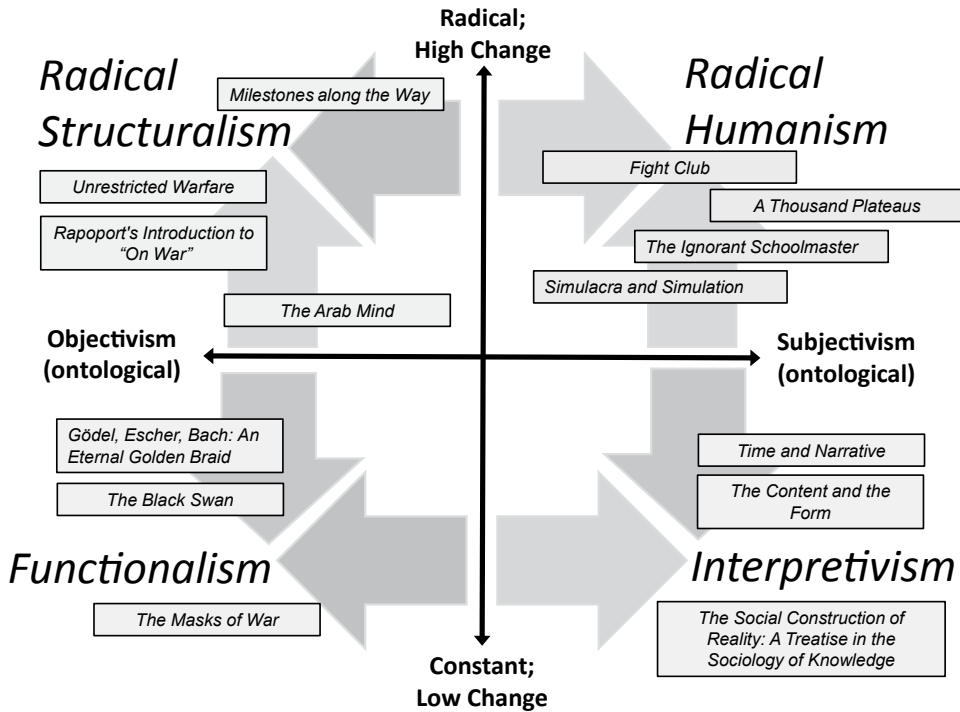 Radical;
High Change
Radical
Structuralism
Milestones along the Way
Unrestricted Warfare
Rapoport's Introduction to
“On War”
The Arab Mind
Radical
Humanism
Fight Club
A Thousand Plateaus
The Ignorant Schoolmaster
Simulacra and Simulation
Objectivism
(ontological)
Subjectivism
(ontological)
Gödel, Escher, Bach: An
Eternal Golden Braid
The Black Swan
Functionalism
The Masks of War
Time and Narrative
The Content and the
Form
Interpretivism
The Social Construction of
Reality: A Treatise in the
Sociology of Knowledge
Constant;
Low Change